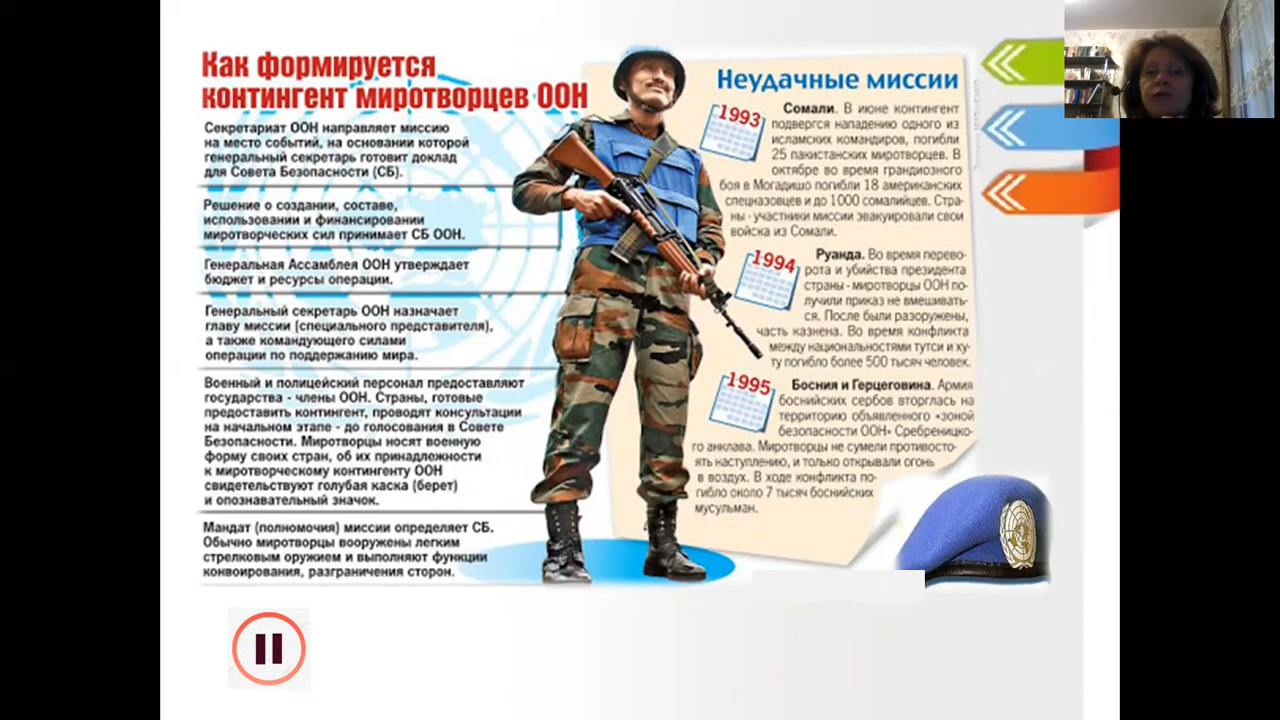 Как формируется
контингент миротворцев ООН
Секретариат ООН направляет миссию
на место событий, на основании которой
генеральный секретарь готовит доклад
для Совета Безопасности (СБ).
Решение о создании, составе,
использовании и финансировании
миротворческих сил принимает СБ ООН.
Генеральная Ассамблея ООН утверждает
бюджет и ресурсы операции.
Генеральный секретарь ООН назначает
главу миссии (специального представителя),
а также командующего силами
операции по поддержанию мира.
Военный и полицейский персонал предоставляют
государства - члены ООН. Страны, готовые
предоставить контингент, проводят консультации
на начальном этапе - до голосования в Совете
Безопасности. Миротворцы носят военную
форму своих стран, об их принадлежности
к миротворческому контингенту ООН
свидетельствуют голубая каска (берет)
и опознавательный значок.
Мандат (полномочия) миссии определяет СБ.
Обычно миротворцы вооружены легким
стрелковым оружием и выполняют функции
конвоирования, разграничения сторон.
Неудачные миссии
1993
Сомали. В июне контингент
подвергся нападению одного из
исламских командиров, погибли
25 пакистанских миротворцев. В
октябре во время грандиозного
боя в Могадишо погибли 18 американских
спецназовцев и до 1000 сомалийцев. Стра-
ны - участники миссии эвакуировали свои
войска из Сомали.
1994
Руанда. Во время перево-
рота и убийства президента
страны - миротворцы ООН по-
лучили приказ не вмешивать-
ся. После были разоружены,
часть казнена. Во время конфликта
между национальностями тутси и ху-
ту погибло более 500 тысяч человек.
1995
Босния и Герцеговина. Армия
боснийских сербов вторглась на
территорию объявленного «зоной
безопасности ООН» Сребреницко-
го анклава. Миротворцы не сумели противосто-
ять наступлению, и только открывали огонь
в воздух. В ходе конфликта по-
гибло около 7 тысяч боснийских
мусульман.